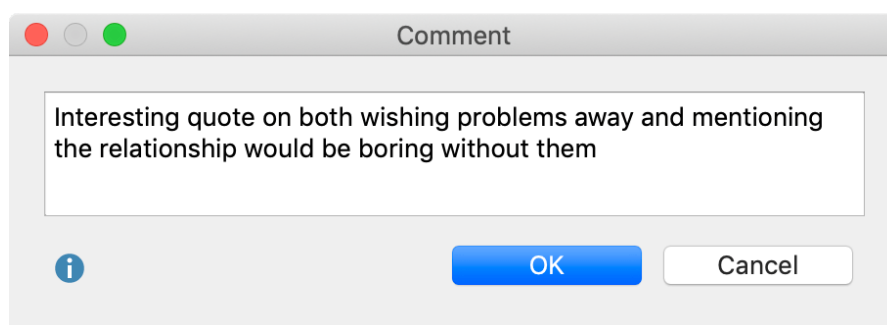 Comment
Interesting quote on both wishing problems away and mentioning
the relationship would be boring without them
OK
Cancel